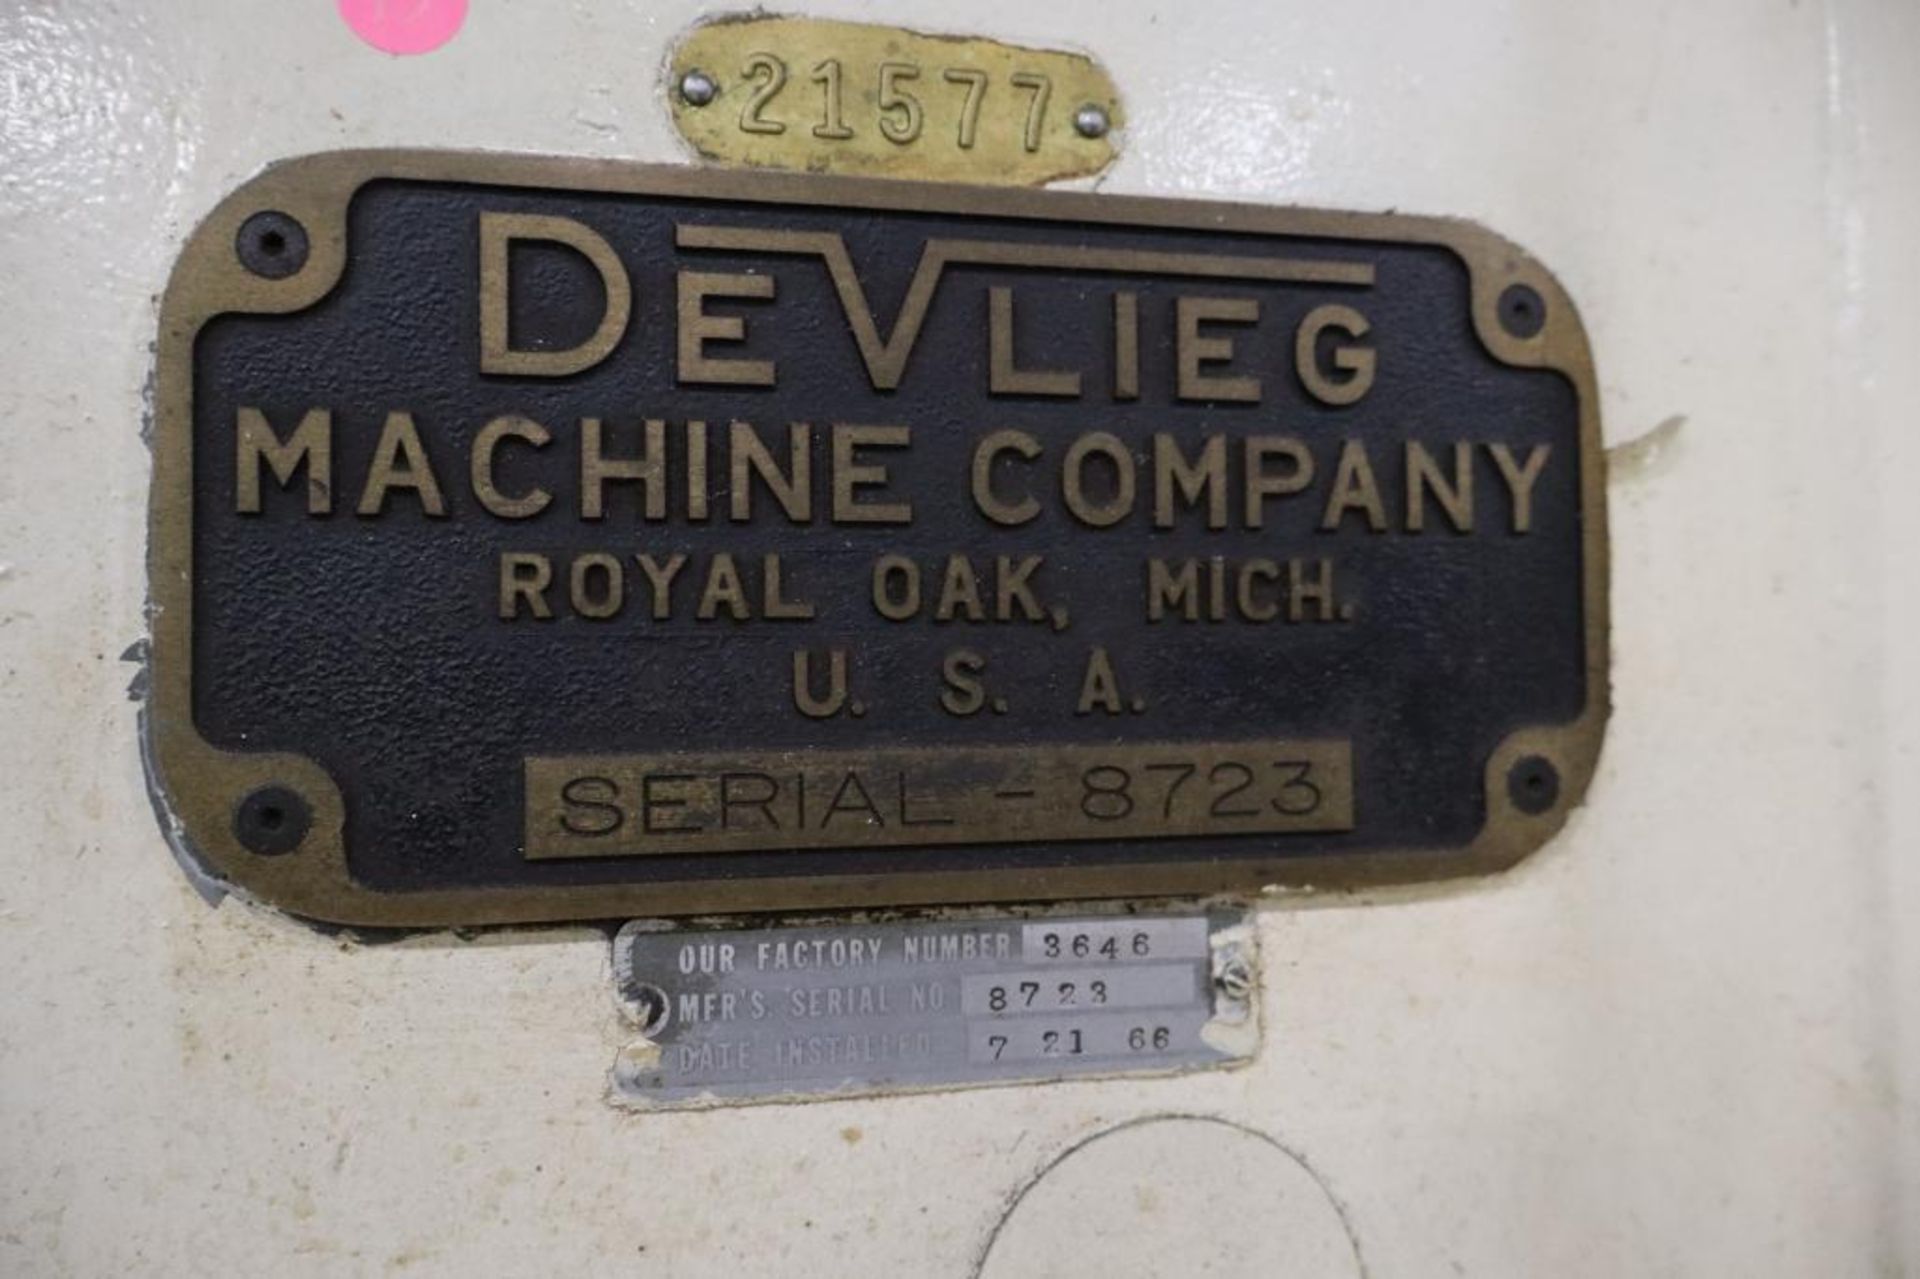 21577
DEVLIEG
MACHINE COMPANY
ROYAL OAK, MICH.
U. S. A.
SERIAL - 8723
OUR FACTORY NUMBER 3646
MFR'S. SERIAL NO 8723
DATE INSTALLED 7 21 66